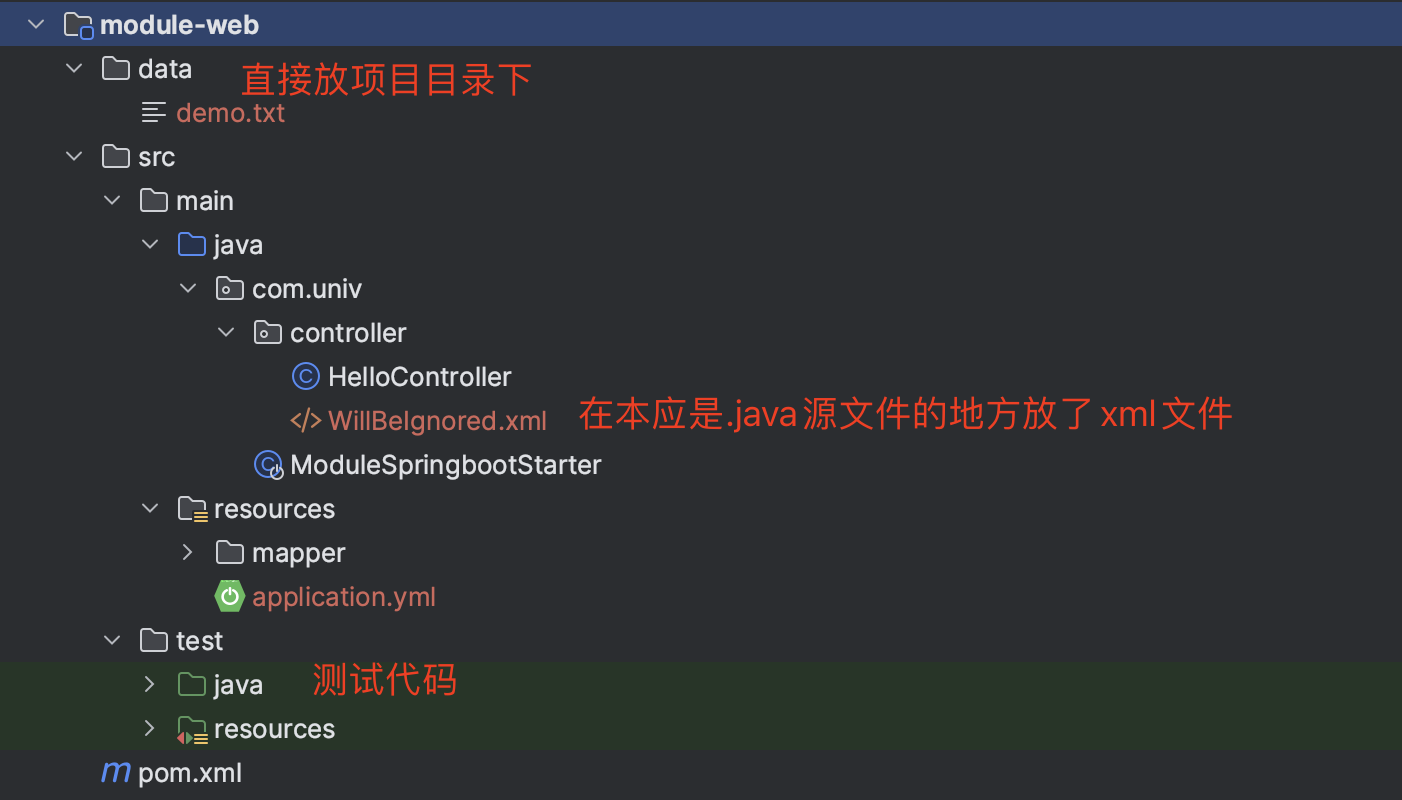 module-web
data 直接放项目目录下
demo.txt
src
main
java
com.univ
controller
HelloController
WillBeIgnored.xml 在本应是.java源文件的地方放了xml文件
ModuleSpringbootStarter
resources
mapper
application.yml
test
java 测试代码
resources
m pom.xml